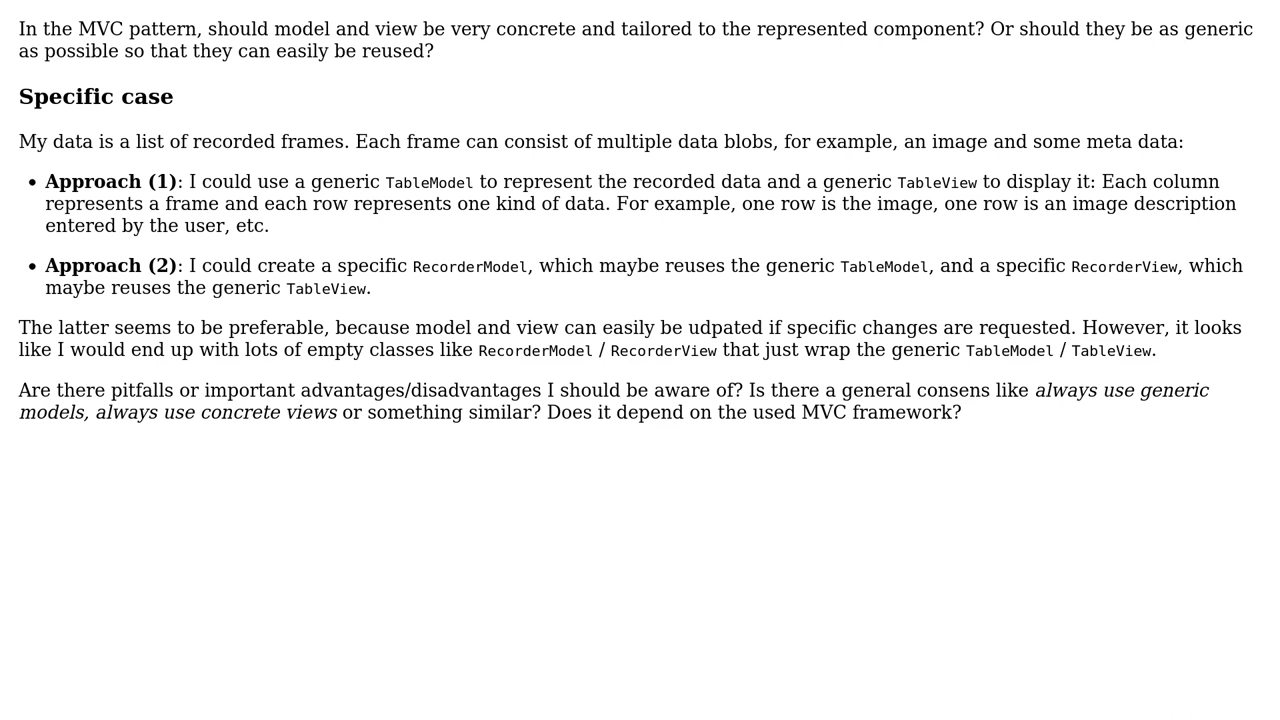 In the MVC pattern, should model and view be very concrete and tailored to the represented component? Or should they be as generic
as possible so that they can easily be reused?
Specific case
My data is a list of recorded frames. Each frame can consist of multiple data blobs, for example, an image and some meta data:
• Approach (1): I could use a generic TableModel to represent the recorded data and a generic TableView to display it: Each column
represents a frame and each row represents one kind of data. For example, one row is the image, one row is an image description
entered by the user, etc.
• Approach (2): I could create a specific RecorderModel, which maybe reuses the generic TableModel, and a specific RecorderView, which
maybe reuses the generic TableView.
The latter seems to be preferable, because model and view can easily be udpated if specific changes are requested. However, it looks
like I would end up with lots of empty classes like RecorderModel / RecorderView that just wrap the generic TableModel / TableView.
Are there pitfalls or important advantages/disadvantages I should be aware of? Is there a general consens like always use generic
models, always use concrete views or something similar? Does it depend on the used MVC framework?